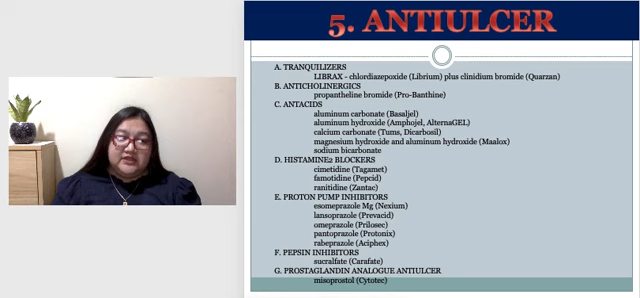 5. ANTIULCER
A. TRANQUILIZERS
LIBRAX - chlordiazepoxide (Librium) plus clinidium bromide (Quarzan)
B. ANTICHOLINERGICS
propantheline bromide (Pro-Banthine)
C. ANTACIDS
aluminum carbonate (Basaljel)
aluminum hydroxide (Amphojel, AlternaGEL)
calcium carbonate (Tums, Dicarbosil)
magnesium hydroxide and aluminum hydroxide (Maalox)
sodium bicarbonate
D. HISTAMINE2 BLOCKERS
cimetidine (Tagamet)
famotidine (Pepcid)
ranitidine (Zantac)
E. PROTON PUMP INHIBITORS
esomeprazole Mg (Nexium)
lansoprazole (Prevacid)
omeprazole (Prilosec)
pantoprazole (Protonix)
rabeprazole (Aciphex)
F. PEPSIN INHIBITORS
sucralfate (Carafate)
G. PROSTAGLANDIN ANALOGUE ANTIULCER
misoprostol (Cytotec)